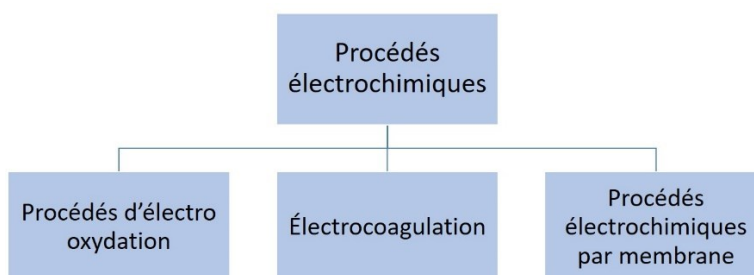 Procédés
électrochimiques
Procédés d’électro
oxydation
Électrocoagulation
Procédés
électrochimiques
par membrane